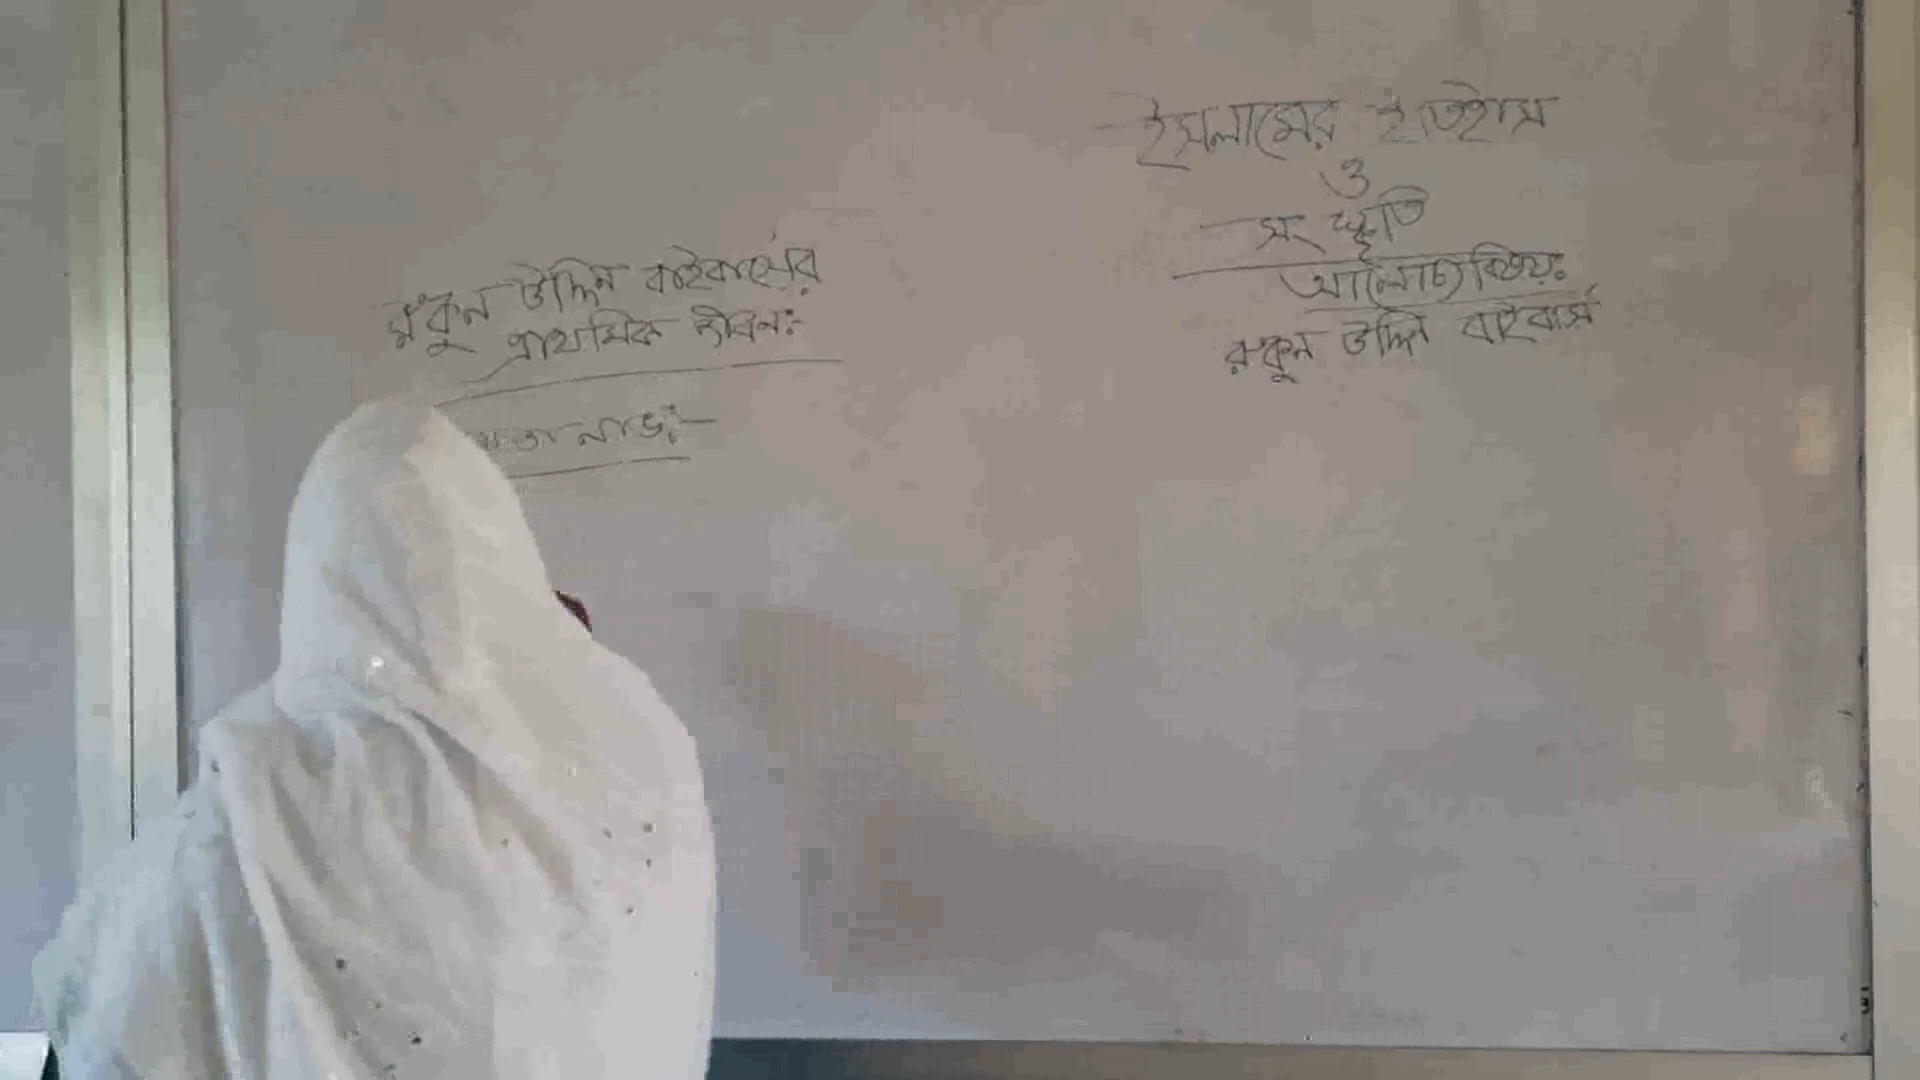 ইসলামের ইতিহাস
ও
সংস্কৃতি
আলোচ্যবিষয়ঃ
রুকুন উদ্দিন বাইবার্স
রুকুন উদ্দিন বাইবার্সের
প্রাথমিক জীবনঃ
লাভঃ-